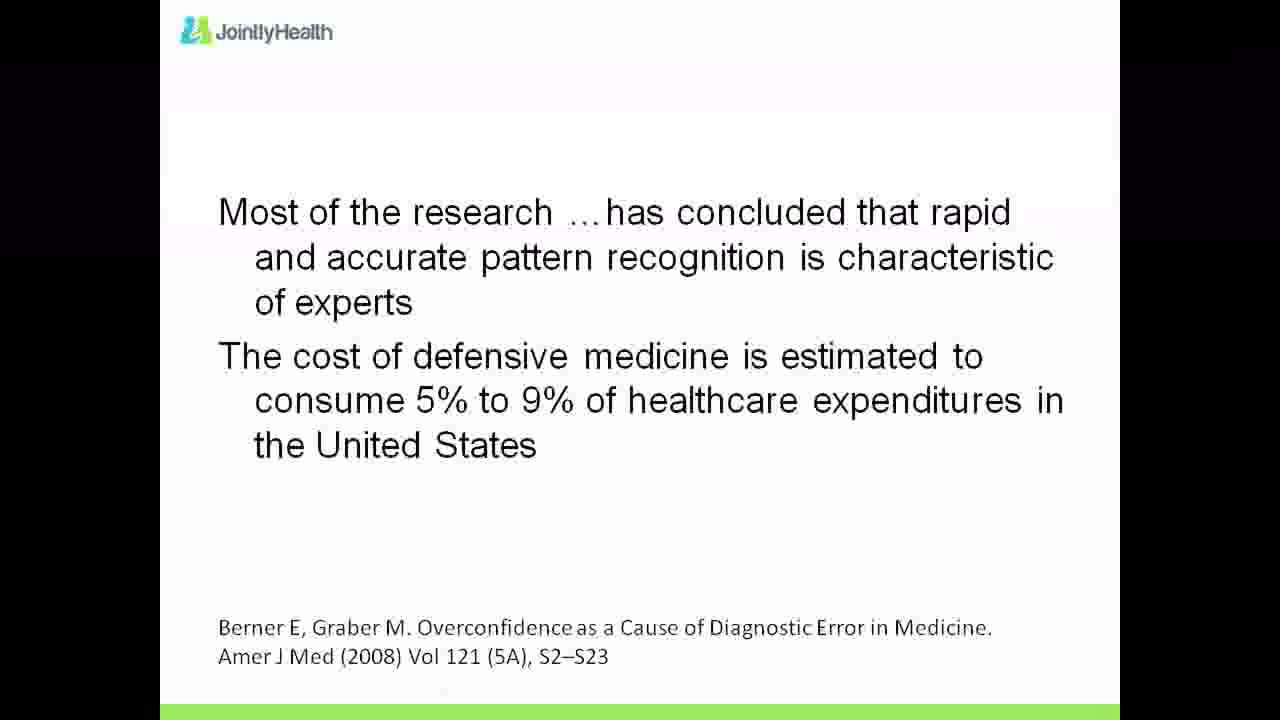 JointlyHealth
Most of the research ...has concluded that rapid
and accurate pattern recognition is characteristic
of experts
The cost of defensive medicine is estimated to
consume 5% to 9% of healthcare expenditures in
the United States
Berner E, Graber M. Overconfidence as a Cause of Diagnostic Error in Medicine.
Amer J Med (2008) Vol 121 (5A), S2–S23